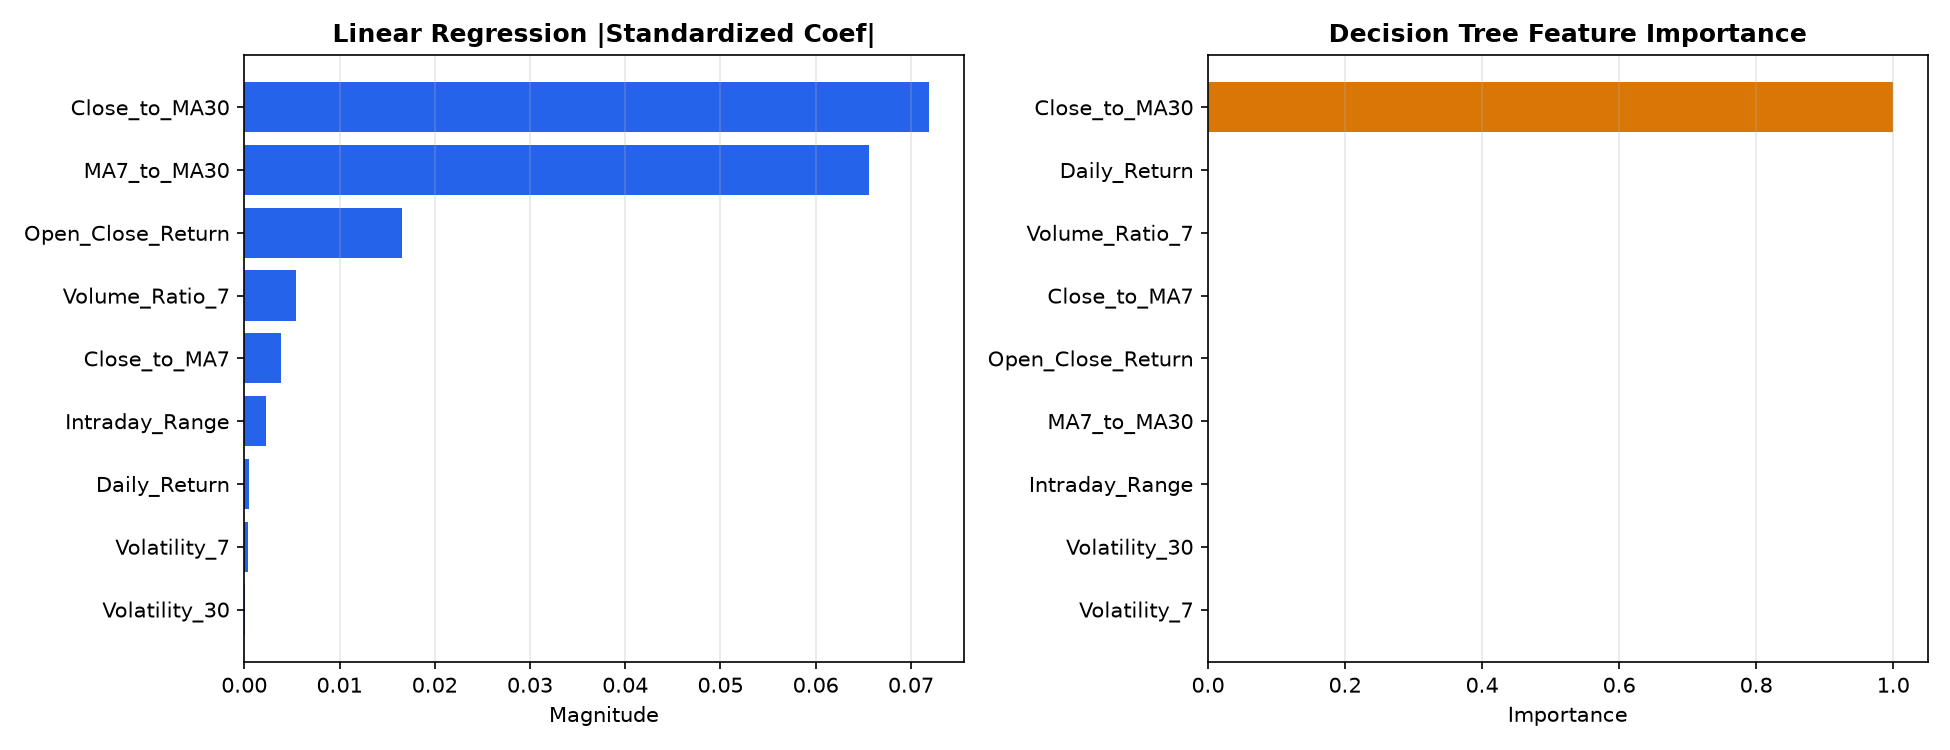 Linear Regression |Standardized Coef|
Close_to_MA30
MA7_to_MA30
Open_Close_Return
Volume_Ratio_7
Close_to_MA7
Intraday_Range
Daily_Return
Volatility_7
Volatility_30
0.00 0.01 0.02 0.03 0.04 0.05 0.06 0.07
Magnitude
Decision Tree Feature Importance
Close_to_MA30
Daily_Return
Volume_Ratio_7
Close_to_MA7
Open_Close_Return
MA7_to_MA30
Intraday_Range
Volatility_30
Volatility_7
0.0 0.2 0.4 0.6 0.8 1.0
Importance